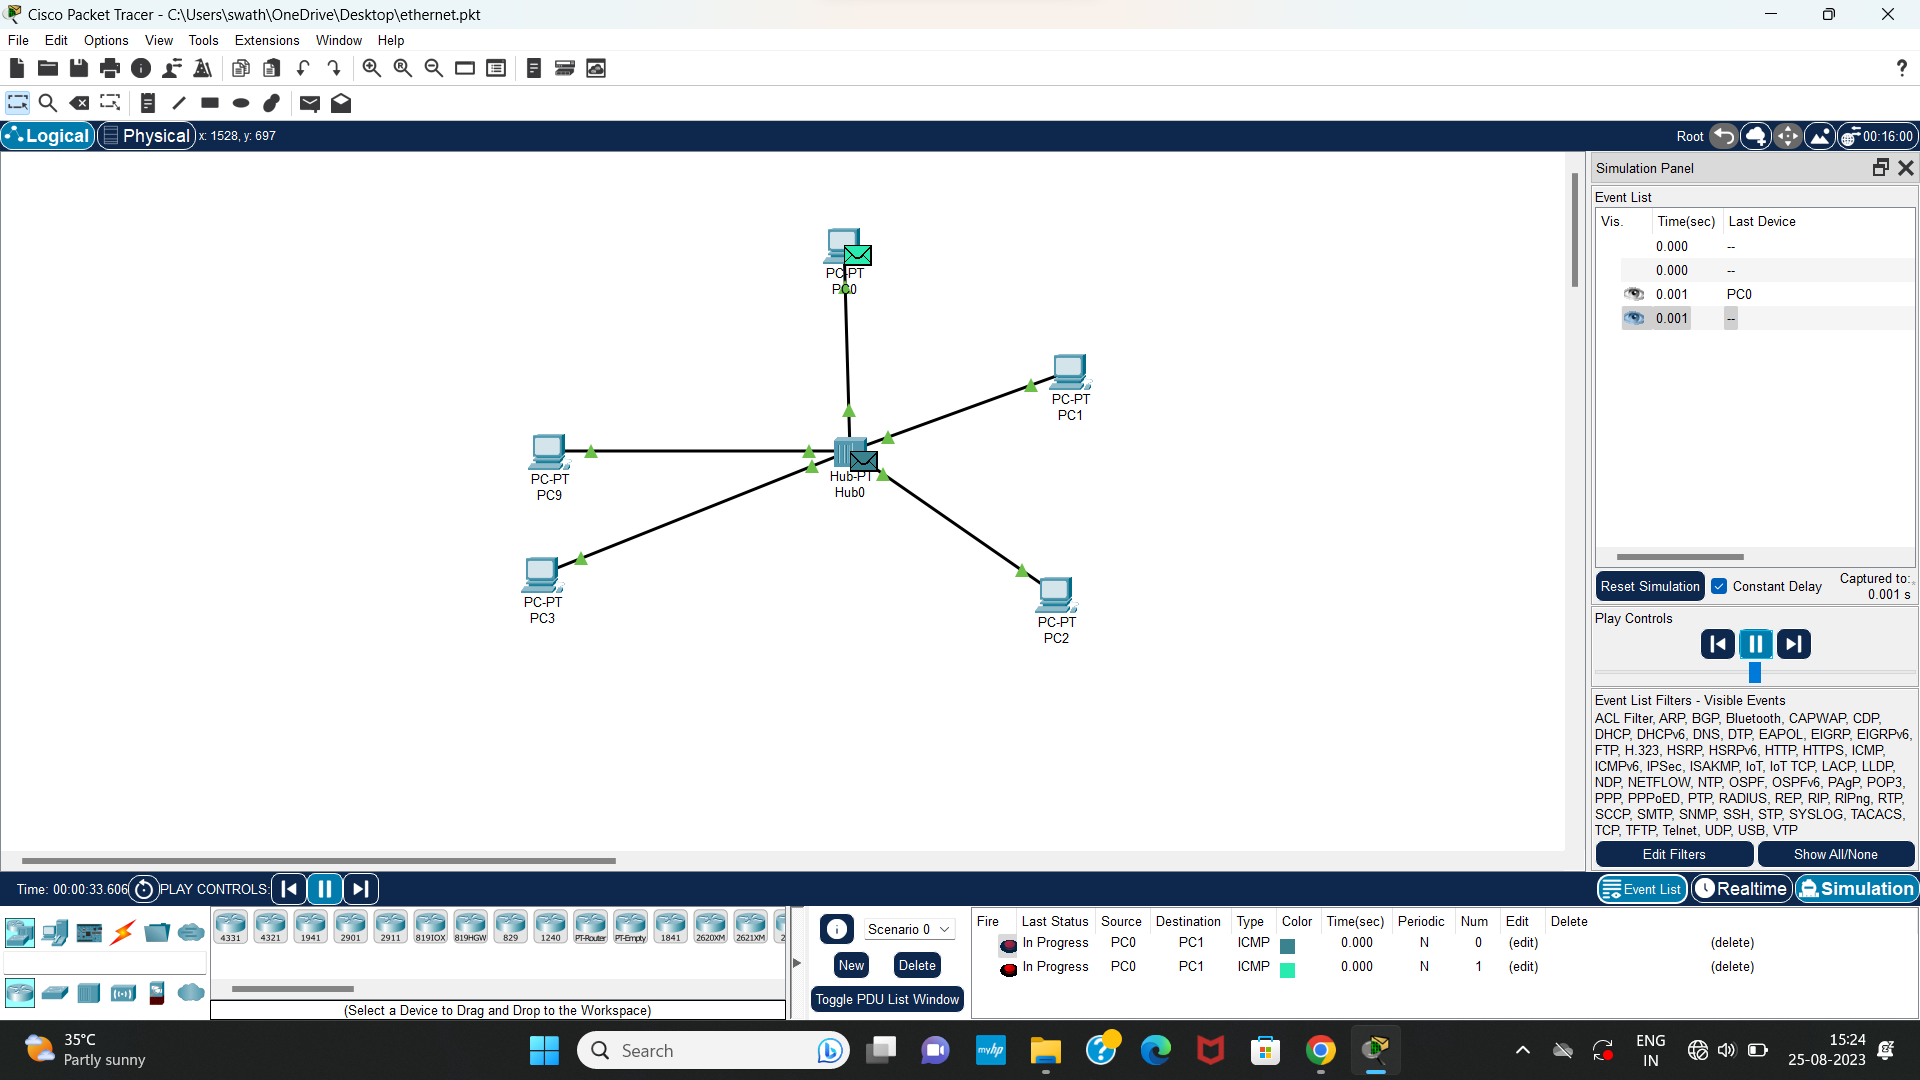 Cisco Packet Tracer - C:\Users\swath\OneDrive\Desktop\ethernet.pkt
File Edit Options View Tools Extensions Window Help
?
Logical Physical x: 1528, y: 697 Root 00:16:00
PC-PT
PC0
PC-PT
PC1
PC-PT
PC9
Hub-PT
Hub0
PC-PT
PC3
PC-PT
PC2
Simulation Panel
Event List
Vis. Time(sec) Last Device
0.000 --
0.000 --
0.001 PC0
0.001 --
Reset Simulation Constant Delay Captured to:
0.001 s
Play Controls
Event List Filters - Visible Events
ACL Filter, ARP, BGP, Bluetooth, CAPWAP, CDP,
DHCP, DHCPv6, DNS, DTP, EAPOL, EIGRP, EIGRPv6,
FTP, H.323, HSRP, HSRPv6, HTTP, HTTPS, ICMP,
ICMPv6, IPSec, ISAKMP, IoT, IoT TCP, LACP, LLDP,
NDP, NETFLOW, NTP, OSPF, OSPFv6, PAgP, POP3,
PPP, PPPoED, PTP, RADIUS, REP, RIP, RIPng, RTP,
SCCP, SMTP, SNMP, SSH, STP, SYSLOG, TACACS,
TCP, TFTP, Telnet, UDP, USB, VTP
Edit Filters Show All/None
Time: 00:00:33.606 PLAY CONTROLS: Event List Realtime Simulation
4331 4321 1941 2901 2911 819IOX 819HGW 829 1240 PT-Router PT-Empty 1841 2620XM 2621XM 2
(Select a Device to Drag and Drop to the Workspace)
Scenario 0
New Delete
Toggle PDU List Window
Fire Last Status Source Destination Type Color Time(sec) Periodic Num Edit Delete
In Progress PC0 PC1 ICMP 0.000 N 0 (edit) (delete)
In Progress PC0 PC1 ICMP 0.000 N 1 (edit) (delete)
35°C
Partly sunny
Search
myhp
ENG
IN
15:24
25-08-2023